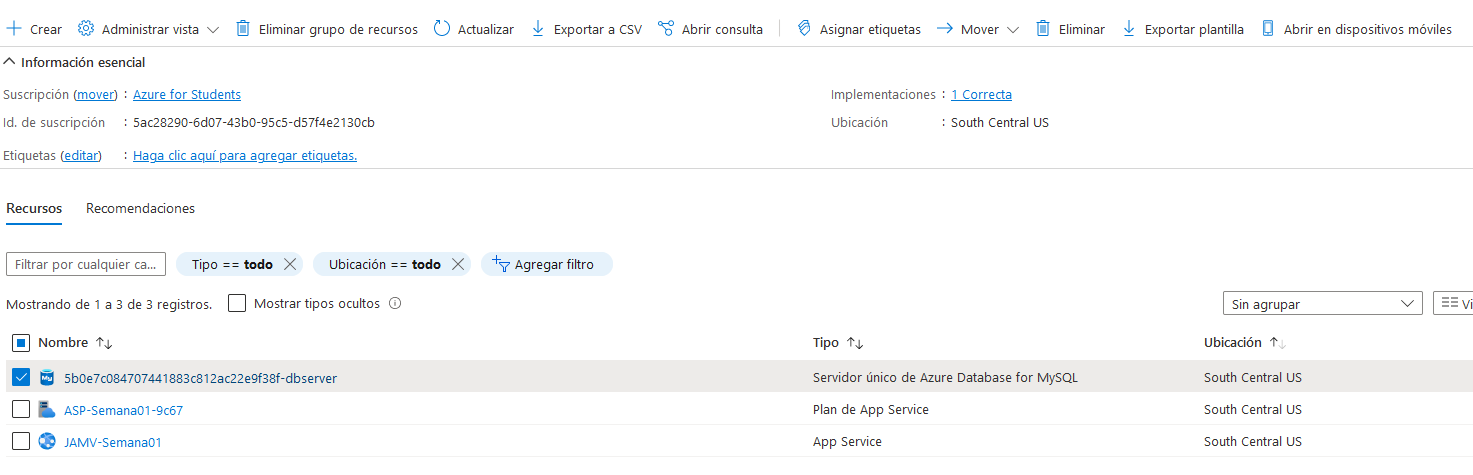 Crear Administrar vista Eliminar grupo de recursos Actualizar Exportar a CSV Abrir consulta Asignar etiquetas Mover Eliminar Exportar plantilla Abrir en dispositivos móviles
Información esencial
Suscripción (mover) : Azure for Students Implementaciones : 1 Correcta
Id. de suscripción : 5ac28290-6d07-43b0-95c5-d57f4e2130cb Ubicación : South Central US
Etiquetas (editar) : Haga clic aquí para agregar etiquetas.
Recursos Recomendaciones
Filtrar por cualquier ca... Tipo == todo Ubicación == todo Agregar filtro
Mostrando de 1 a 3 de 3 registros. Mostrar tipos ocultos Sin agrupar Vi
Nombre Tipo Ubicación
My 5b0e7c084707441883c812ac22e9f38f-dbserver Servidor único de Azure Database for MySQL South Central US
ASP-Semana01-9c67 Plan de App Service South Central US
JAMV-Semana01 App Service South Central US